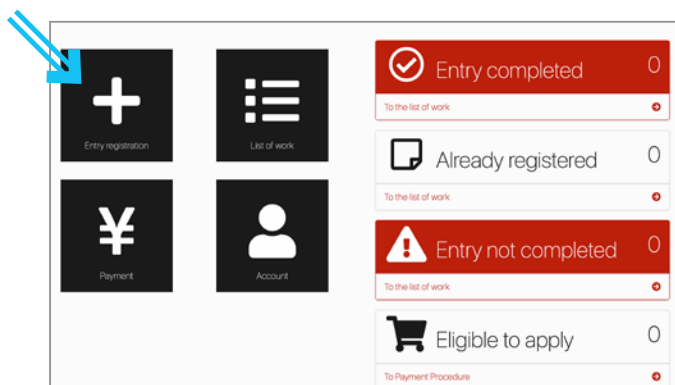 Entry registration
List of work
Payment
Account
Entry completed 0
To the list of work
Already registered 0
To the list of work
Entry not completed 0
To the list of work
Eligible to apply 0
To Payment Procedure